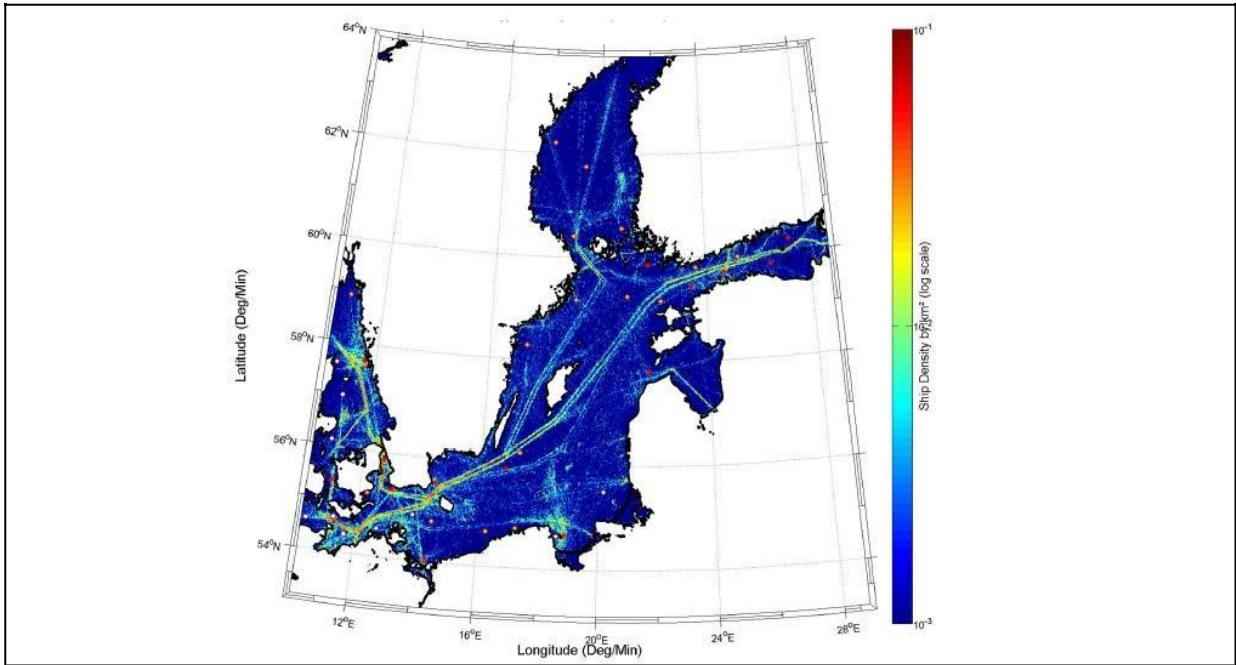 64°N
62°N
60°N
58°N
56°N
54°N
Latitude (Deg/Min)
12°E
16°E
20°E
24°E
28°E
Longitude (Deg/Min)
10⁻¹
10⁻³
Ship Density by km² (log scale)